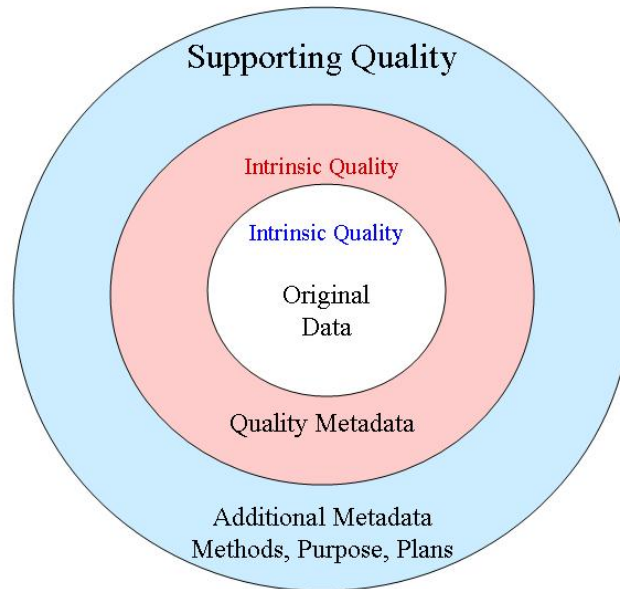 Supporting Quality
Intrinsic Quality
Intrinsic Quality
Original
Data
Quality Metadata
Additional Metadata
Methods, Purpose, Plans